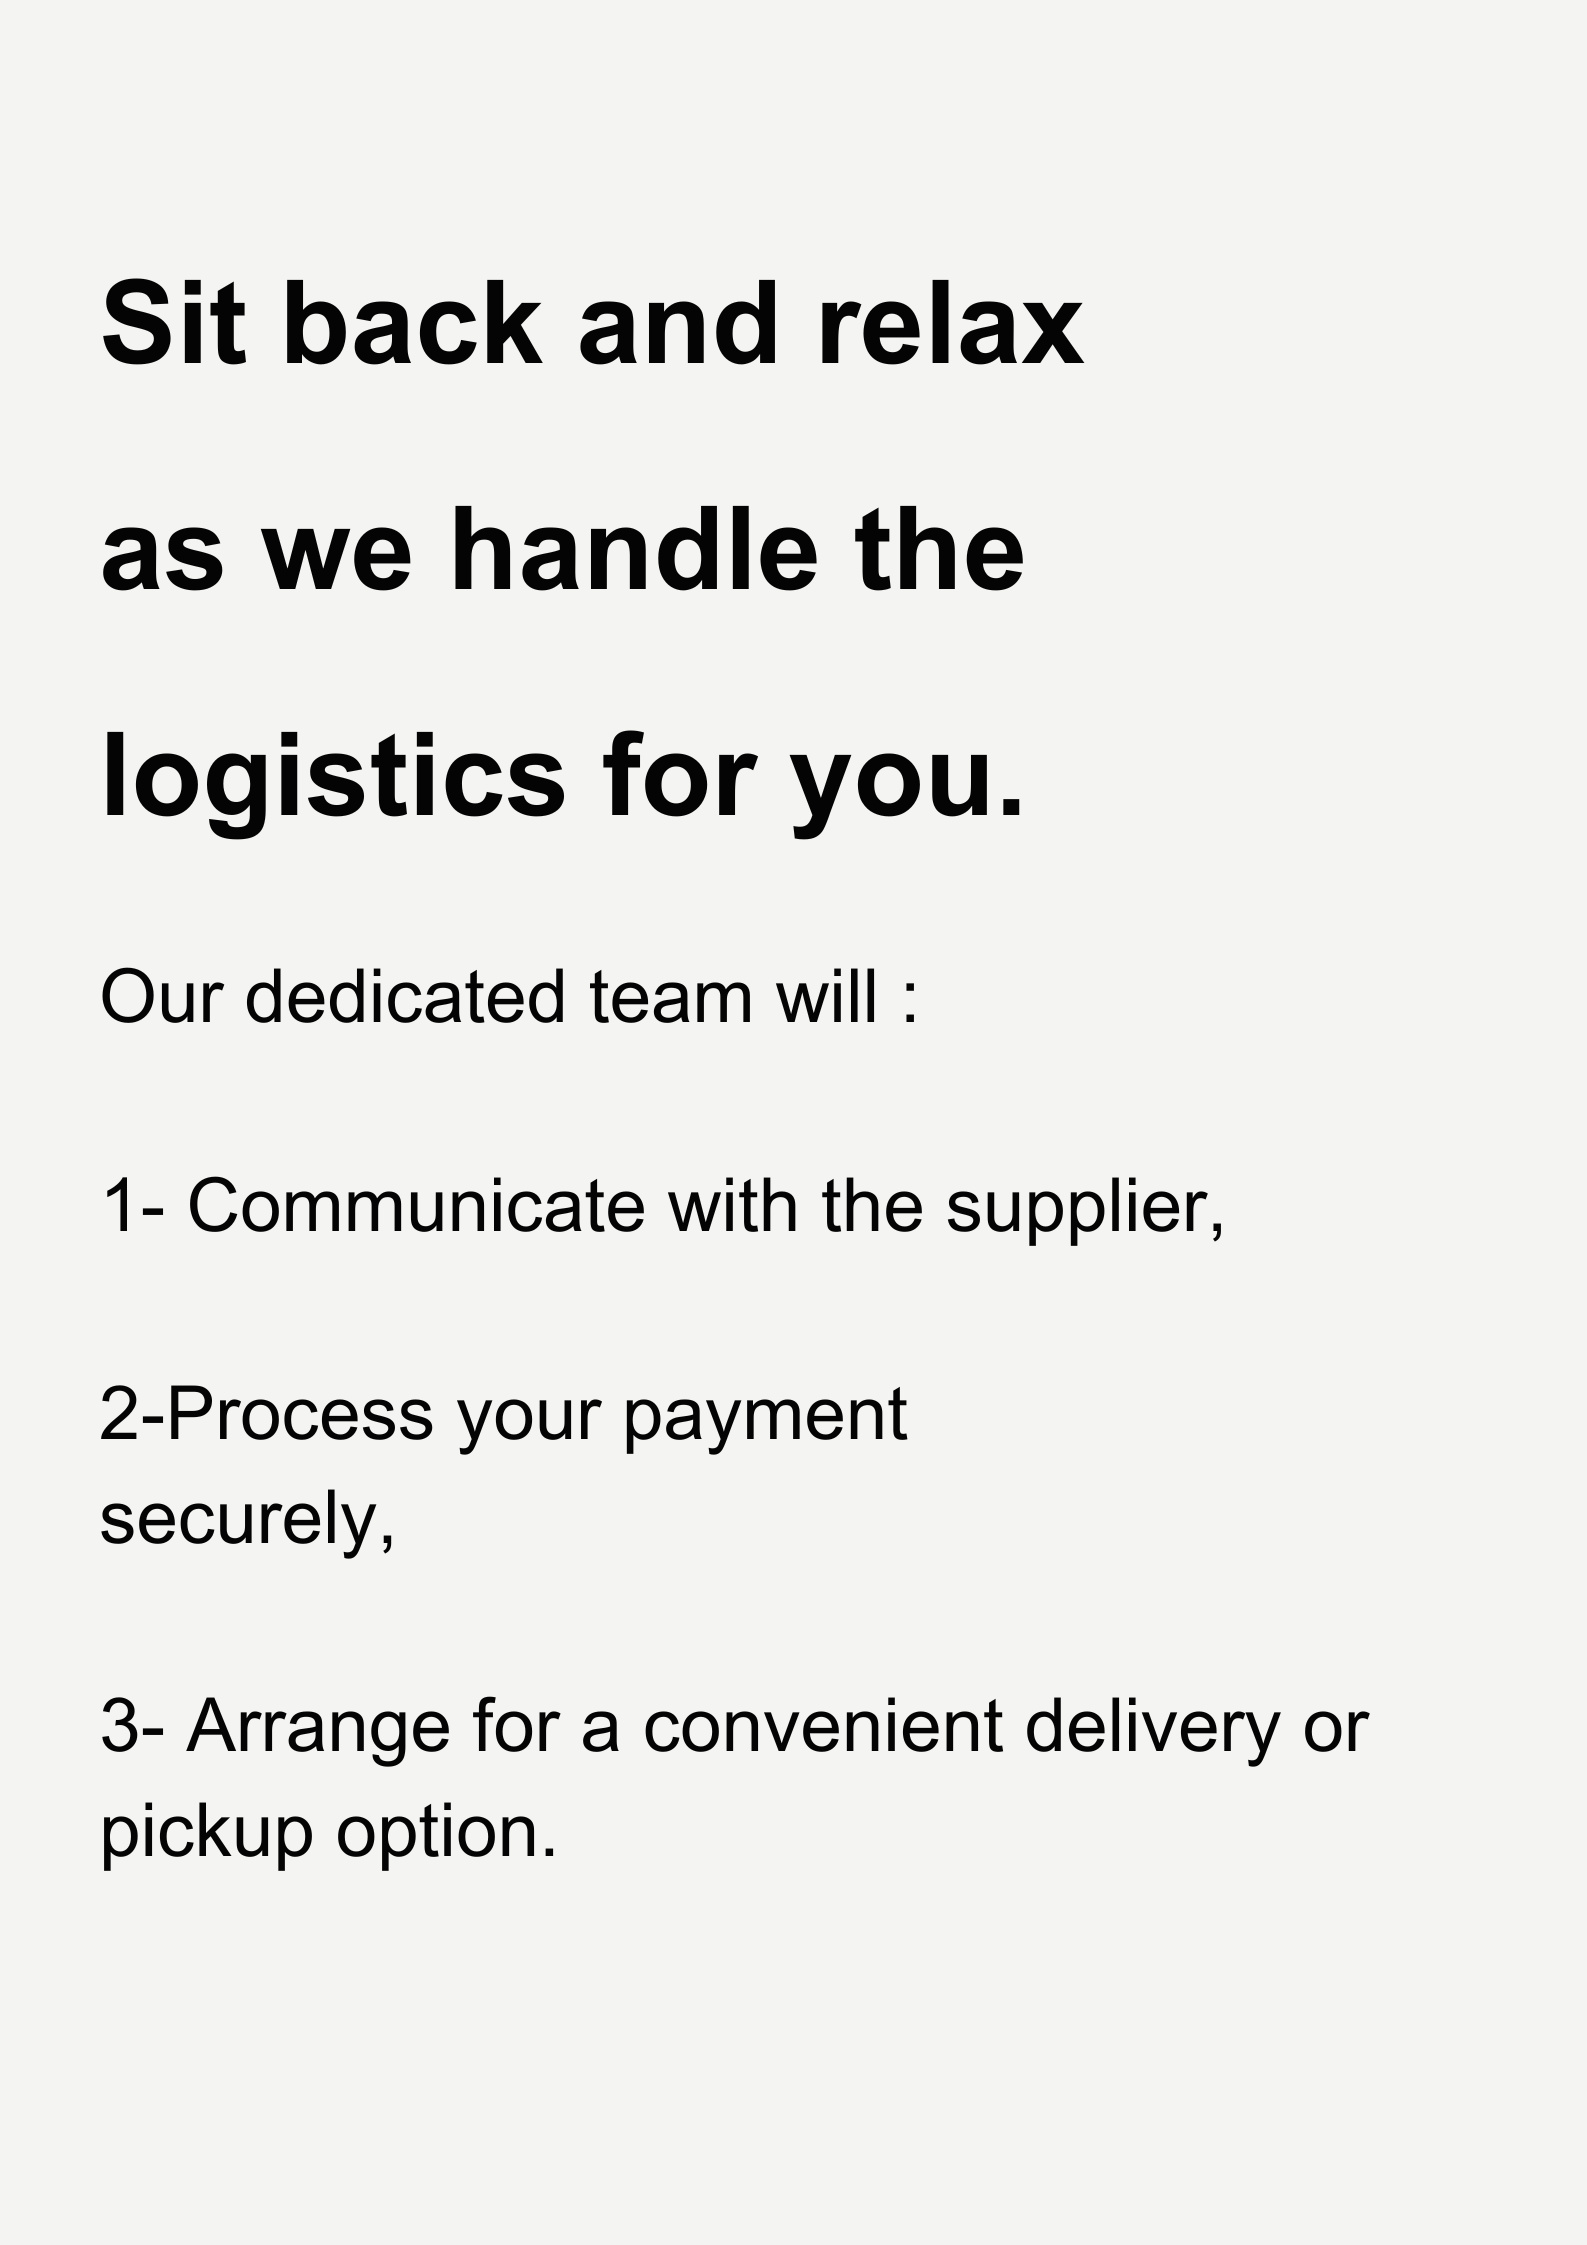 Sit back and relax
as we handle the
logistics for you.
Our dedicated team will :
1- Communicate with the supplier,
2-Process your payment
securely,
3- Arrange for a convenient delivery or
pickup option.